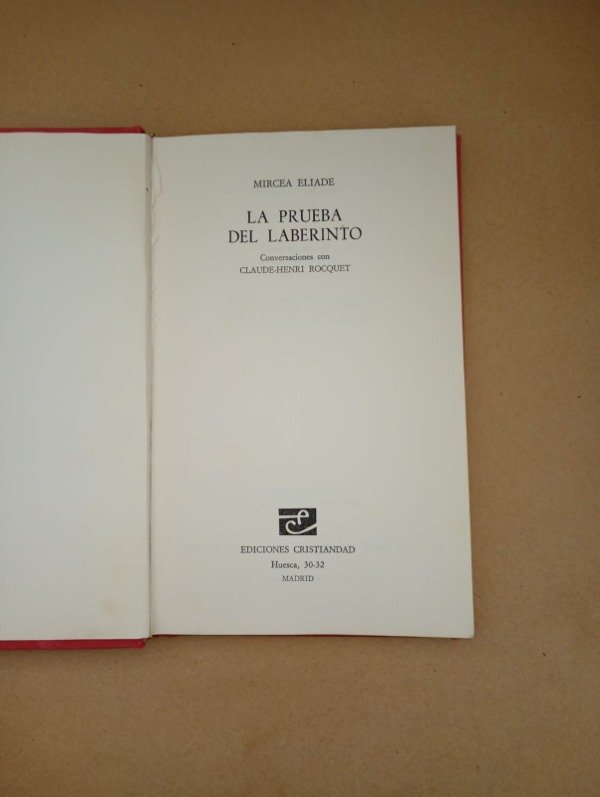 MIRCEA ELIADE
LA PRUEBA
DEL LABERINTO
Conversaciones con
CLAUDE-HENRI ROCQUET
EDICIONES CRISTIANDAD
Huesca, 30-32
MADRID